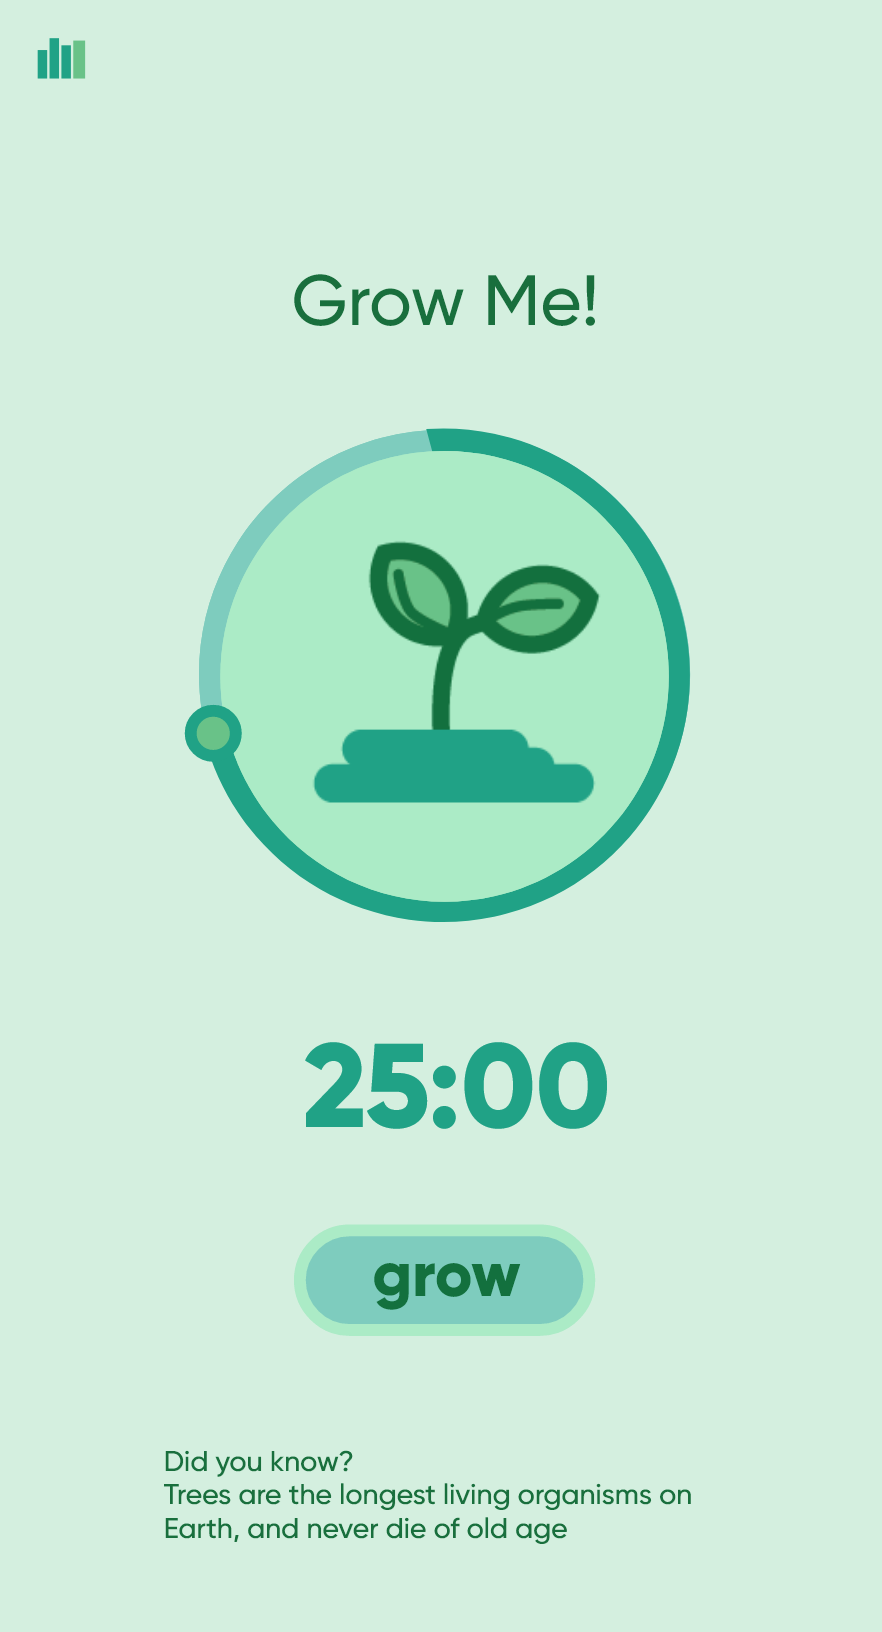 Grow Me!
25:00
grow
Did you know?
Trees are the longest living organisms on
Earth, and never die of old age